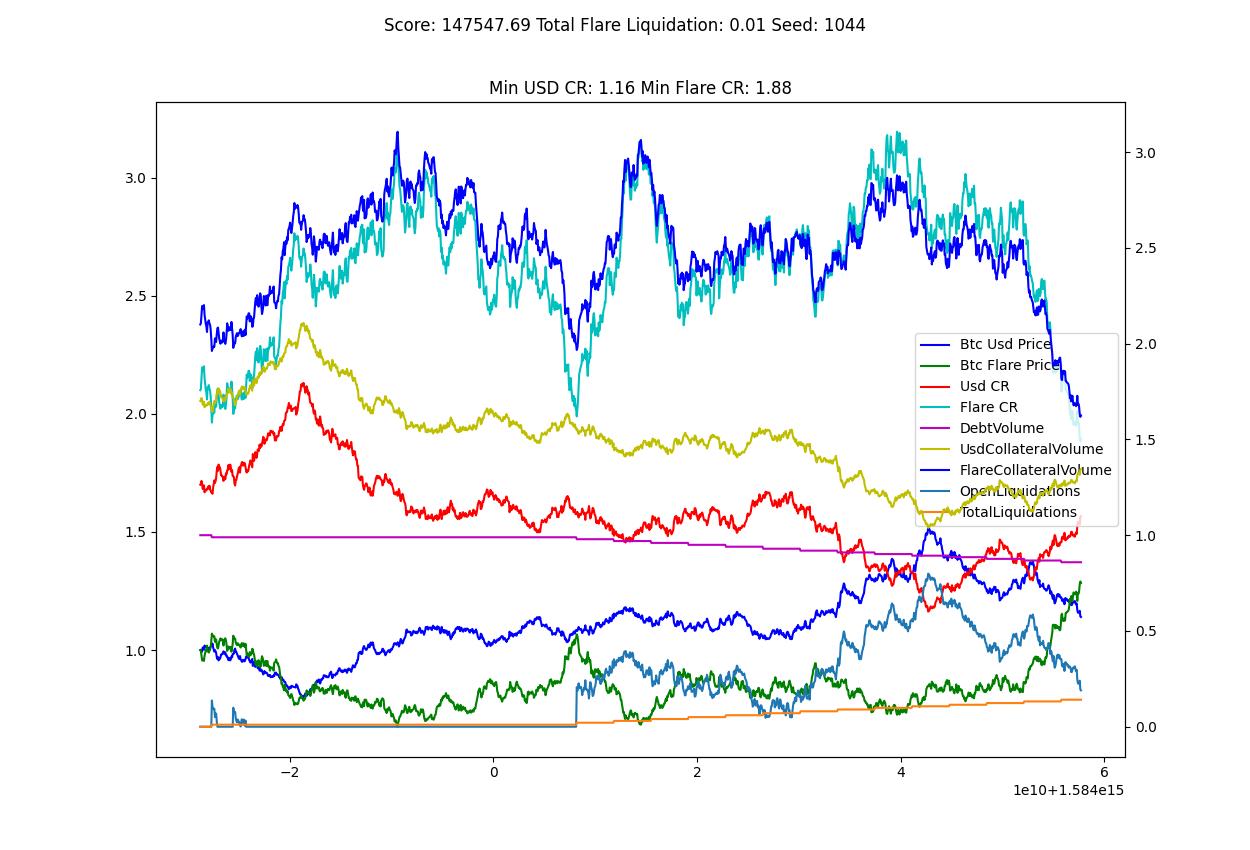 Score: 147547.69 Total Flare Liquidation: 0.01 Seed: 1044
Min USD CR: 1.16 Min Flare CR: 1.88
3.0
2.5
2.0
1.5
1.0
3.0
2.5
2.0
1.5
1.0
0.5
0.0
Btc Usd Price
Btc Flare Price
Usd CR
Flare CR
DebtVolume
UsdCollateralVolume
FlareCollateralVolume
OpenLiquidations
TotalLiquidations
−2 0 2 4 6
1e10+1.584e15